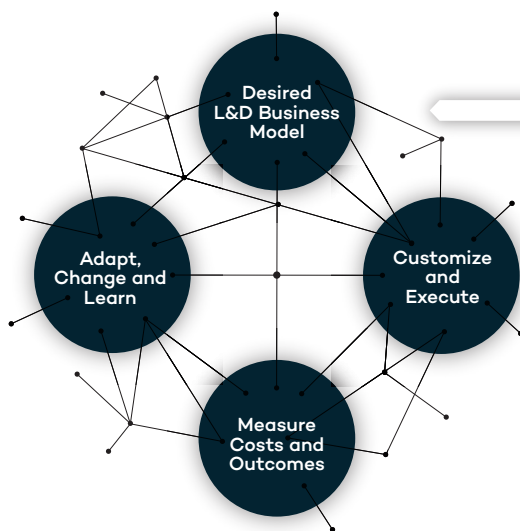 Desired
L&D Business
Model
Adapt,
Change and
Learn
Customize
and
Execute
Measure
Costs and
Outcomes